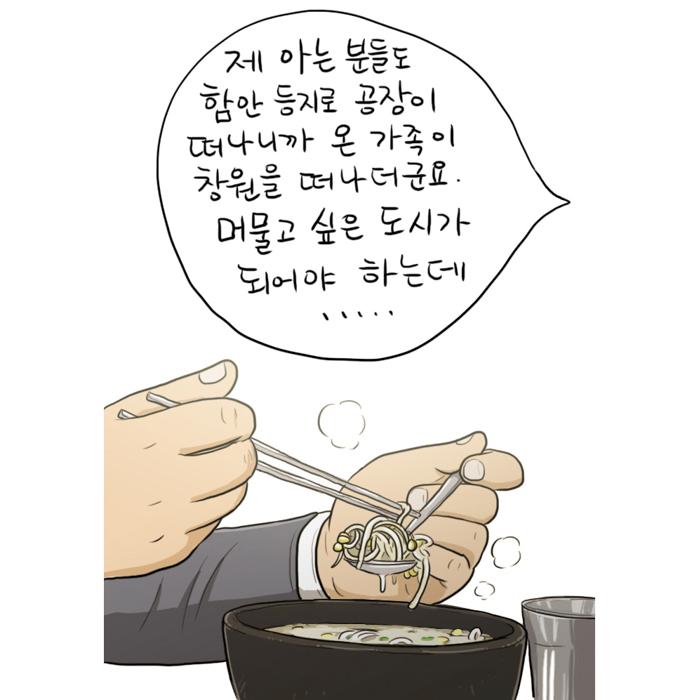 제 아는 분들도
함안 등지로 공장이
떠나니까 온 가족이
창원을 떠나더군요.
머물고 싶은 도시가
되어야 하는데
.....